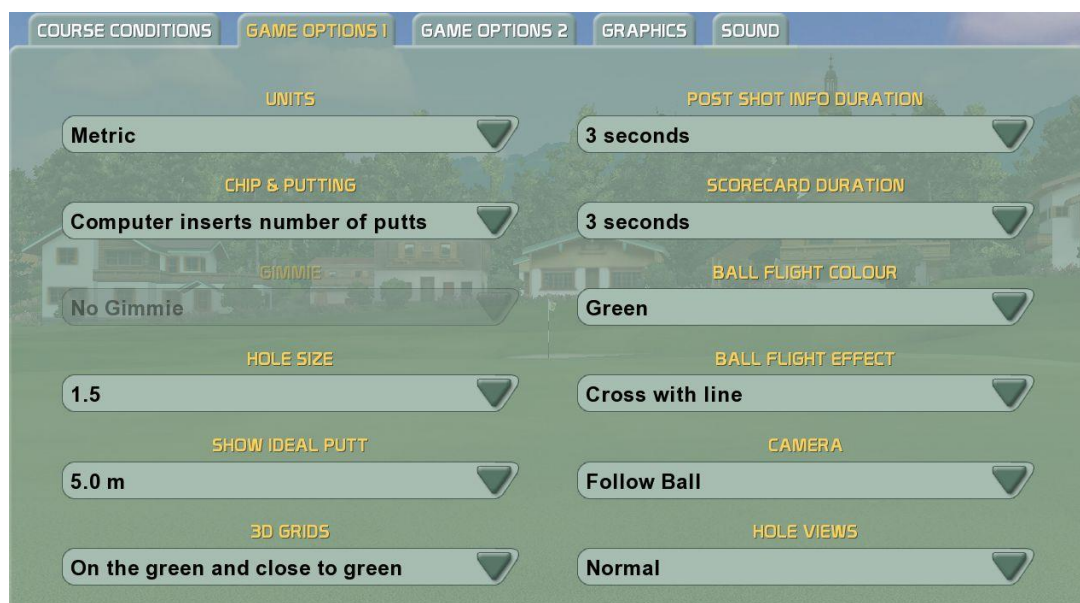 COURSE CONDITIONS
GAME OPTIONS 1
GAME OPTIONS 2
GRAPHICS
SOUND
UNITS
Metric
CHIP & PUTTING
Computer inserts number of putts
GIMMIE
No Gimmie
HOLE SIZE
1.5
SHOW IDEAL PUTT
5.0 m
3D GRIDS
On the green and close to green
POST SHOT INFO DURATION
3 seconds
SCORECARD DURATION
3 seconds
BALL FLIGHT COLOUR
Green
BALL FLIGHT EFFECT
Cross with line
CAMERA
Follow Ball
HOLE VIEWS
Normal